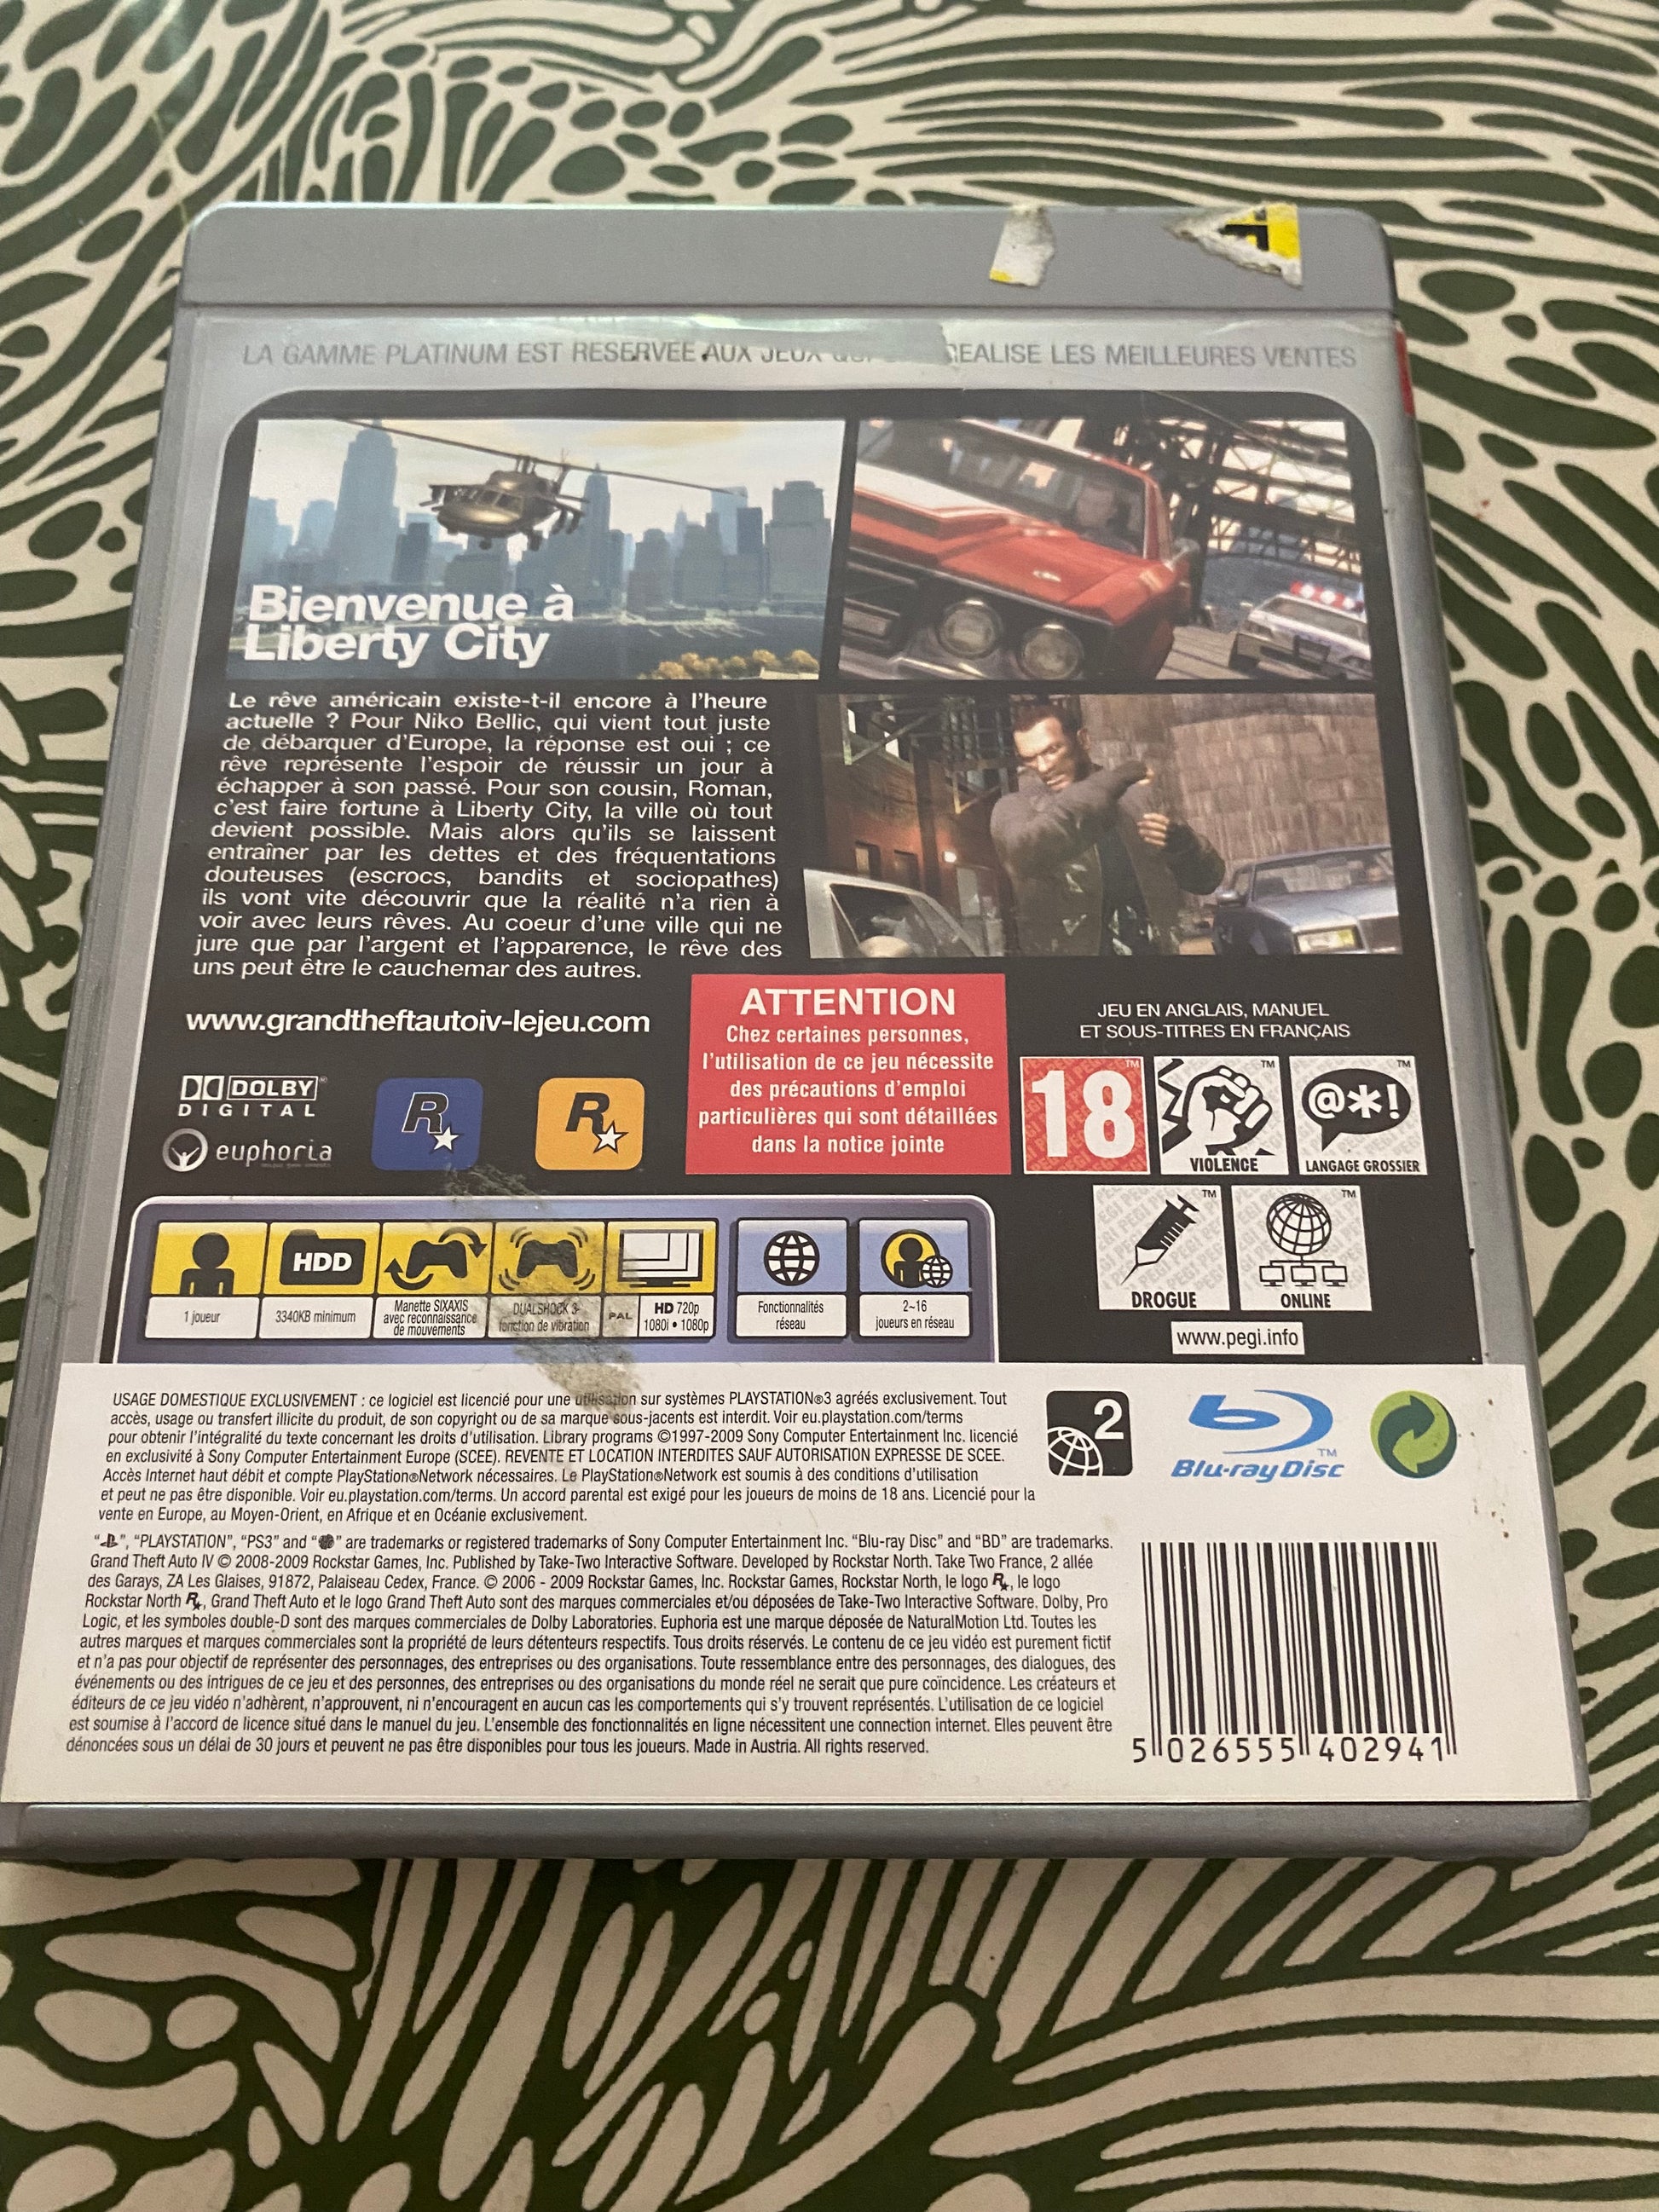 LA GAMME PLATINUM EST RESERVEE AUX JEUX REALISE LES MEILLEURES VENTES
Bienvenue à
Liberty City
Le rêve américain existe-t-il encore à l'heure
actuelle ? Pour Niko Bellic, qui vient tout juste
de débarquer d'Europe, la réponse est oui ; ce
rêve représente l'espoir de réussir un jour à
échapper à son passé. Pour son cousin, Roman,
c'est faire fortune à Liberty City, la ville où tout
devient possible. Mais alors qu'ils se laissent
entraîner par les dettes et des fréquentations
douteuses (escrocs, bandits et sociopathes)
ils vont vite découvrir que la réalité n'a rien à
voir avec leurs rêves. Au coeur d'une ville qui ne
jure que par l'argent et l'apparence, le rêve des
uns peut être le cauchemar des autres.
www.grandtheftautoiv-lejeu.com
DOLBY
DIGITAL
euphoria
R
R
ATTENTION
Chez certaines personnes,
l'utilisation de ce jeu nécessite
des précautions d'emploi
particulières qui sont détaillées
dans la notice jointe
JEU EN ANGLAIS, MANUEL
ET SOUS-TITRES EN FRANÇAIS
18
VIOLENCE
@*!
LANGAGE GROSSIER
DROGUE
ONLINE
www.pegi.info
HDD
1 joueur
3340KB minimum
Manette SIXAXIS
avec reconnaissance
de mouvements
DUALSHOCK 3
fonction de vibration
PAL
HD 720p
1080i • 1080p
Fonctionnalités
réseau
2~16
joueurs en réseau
USAGE DOMESTIQUE EXCLUSIVEMENT : ce logiciel est licencié pour une utilisation sur systèmes PLAYSTATION®3 agréés exclusivement. Tout
accès, usage ou transfert illicite du produit, de son copyright ou de sa marque sous-jacents est interdit. Voir eu.playstation.com/terms
pour obtenir l'intégralité du texte concernant les droits d'utilisation. Library programs ©1997-2009 Sony Computer Entertainment Inc. licencié
en exclusivité à Sony Computer Entertainment Europe (SCEE). REVENTE ET LOCATION INTERDITES SAUF AUTORISATION EXPRESSE DE SCEE.
Accès Internet haut débit et compte PlayStation®Network nécessaires. Le PlayStation®Network est soumis à des conditions d'utilisation
et peut ne pas être disponible. Voir eu.playstation.com/terms. Un accord parental est exigé pour les joueurs de moins de 18 ans. Licencié pour la
vente en Europe, au Moyen-Orient, en Afrique et en Océanie exclusivement.
2
Blu-ray Disc
" ", "PLAYSTATION", "PS3" and " " are trademarks or registered trademarks of Sony Computer Entertainment Inc. "Blu-ray Disc" and "BD" are trademarks.
Grand Theft Auto IV © 2008-2009 Rockstar Games, Inc. Published by Take-Two Interactive Software. Developed by Rockstar North. Take Two France, 2 allée
des Garays, ZA Les Glaises, 91872, Palaiseau Cedex, France. © 2006 - 2009 Rockstar Games, Inc. Rockstar Games, Rockstar North, le logo R, le logo
Rockstar North R, Grand Theft Auto et le logo Grand Theft Auto sont des marques commerciales et/ou déposées de Take-Two Interactive Software. Dolby, Pro
Logic, et les symboles double-D sont des marques commerciales de Dolby Laboratories. Euphoria est une marque déposée de NaturalMotion Ltd. Toutes les
autres marques et marques commerciales sont la propriété de leurs détenteurs respectifs. Tous droits réservés. Le contenu de ce jeu vidéo est purement fictif
et n'a pas pour objectif de représenter des personnages, des entreprises ou des organisations. Toute ressemblance entre des personnages, des dialogues, des
événements ou des intrigues de ce jeu et des personnes, des entreprises ou des organisations du monde réel ne serait que pure coïncidence. Les créateurs et
éditeurs de ce jeu vidéo n'adhèrent, n'approuvent, ni n'encouragent en aucun cas les comportements qui s'y trouvent représentés. L'utilisation de ce logiciel
est soumise à l'accord de licence situé dans le manuel du jeu. L'ensemble des fonctionnalités en ligne nécessitent une connection internet. Elles peuvent être
dénoncées sous un délai de 30 jours et peuvent ne pas être disponibles pour tous les joueurs. Made in Austria. All rights reserved.
5 026555 402941